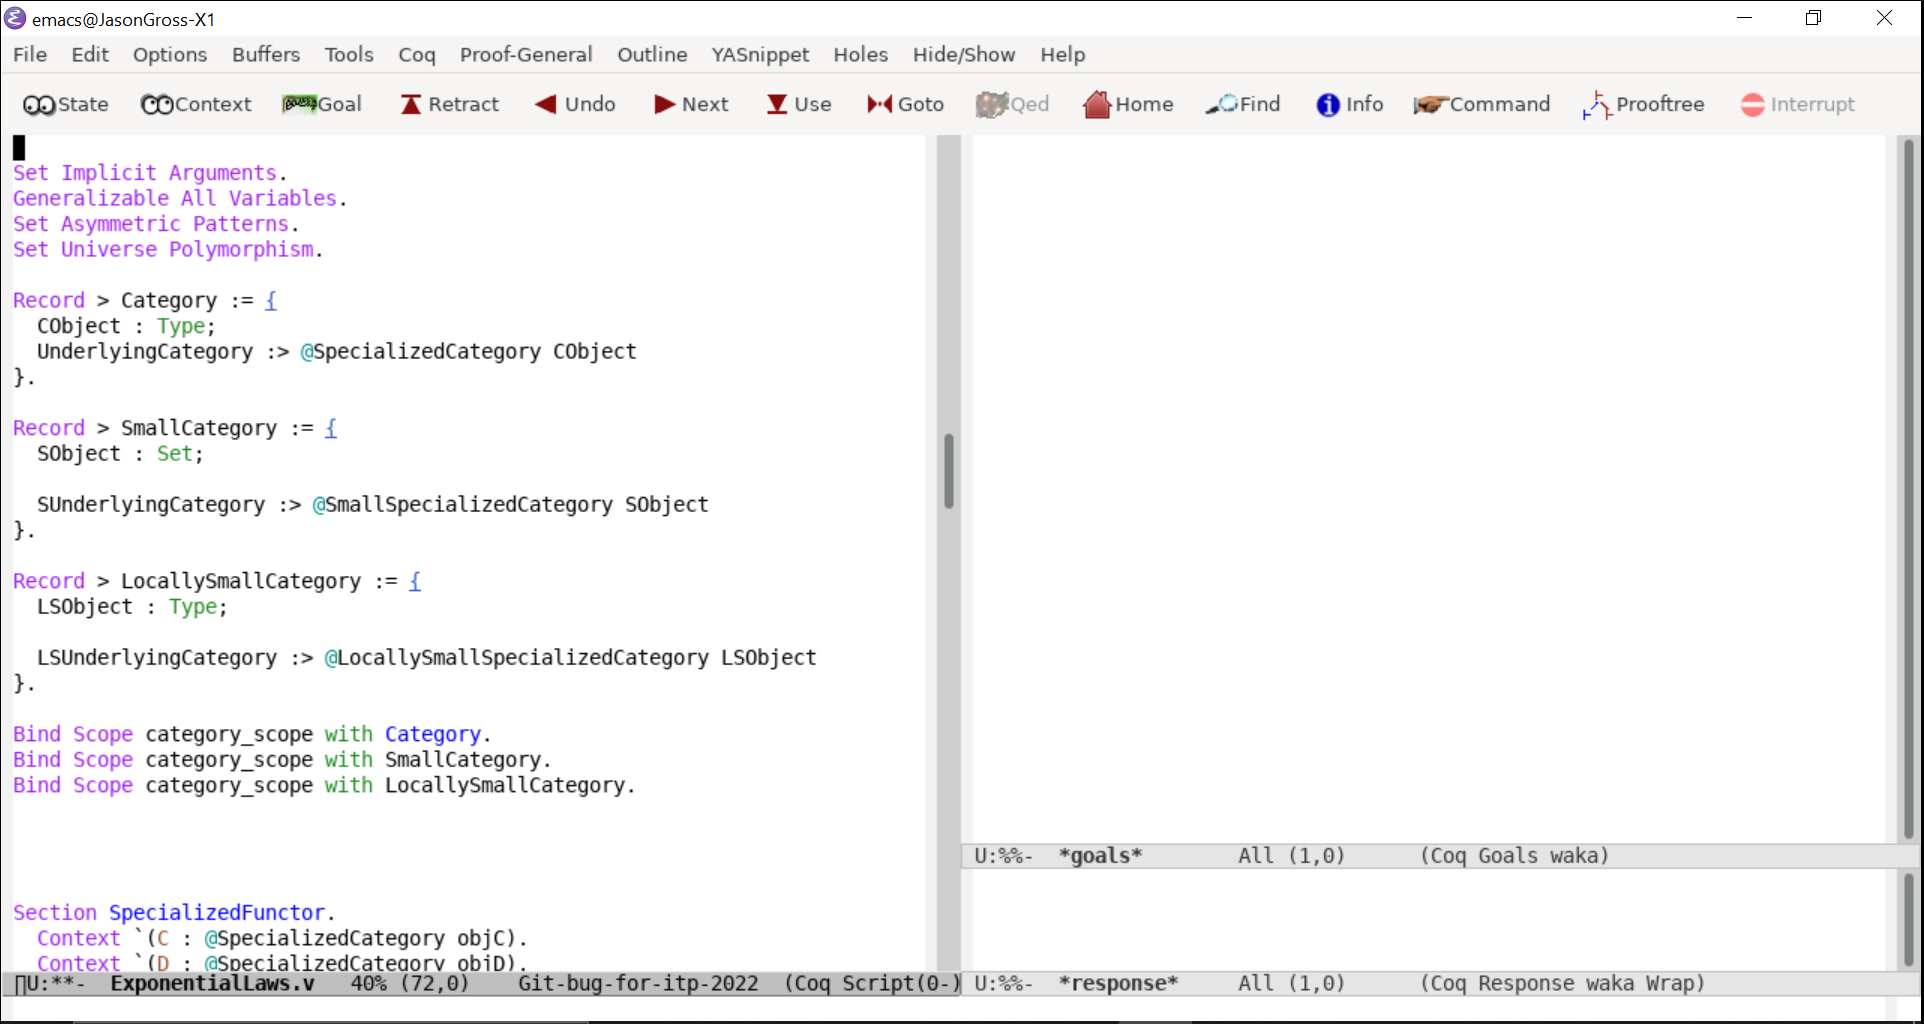 emacs@JasonGross-X1
File Edit Options Buffers Tools Coq Proof-General Outline YASnippet Holes Hide/Show Help
State Context Goal Retract Undo Next Use Goto Qed Home Find Info Command Prooftree Interrupt
Set Implicit Arguments.
Generalizable All Variables.
Set Asymmetric Patterns.
Set Universe Polymorphism.
Record > Category := {
  CObject : Type;
  UnderlyingCategory :> @SpecializedCategory CObject
}.
Record > SmallCategory := {
  SObject : Set;
  SUnderlyingCategory :> @SmallSpecializedCategory SObject
}.
Record > LocallySmallCategory := {
  LSObject : Type;
  LSUnderlyingCategory :> @LocallySmallSpecializedCategory LSObject
}.
Bind Scope category_scope with Category.
Bind Scope category_scope with SmallCategory.
Bind Scope category_scope with LocallySmallCategory.
Section SpecializedFunctor.
  Context `(C : @SpecializedCategory objC).
  Context `(D : @SpecializedCategory objD).
U:**-  ExponentialLaws.v   40% (72,0)    Git-bug-for-itp-2022  (Coq Script(0-)
U:%%-  *goals*        All (1,0)      (Coq Goals waka)
U:%%-  *response*     All (1,0)      (Coq Response waka Wrap)